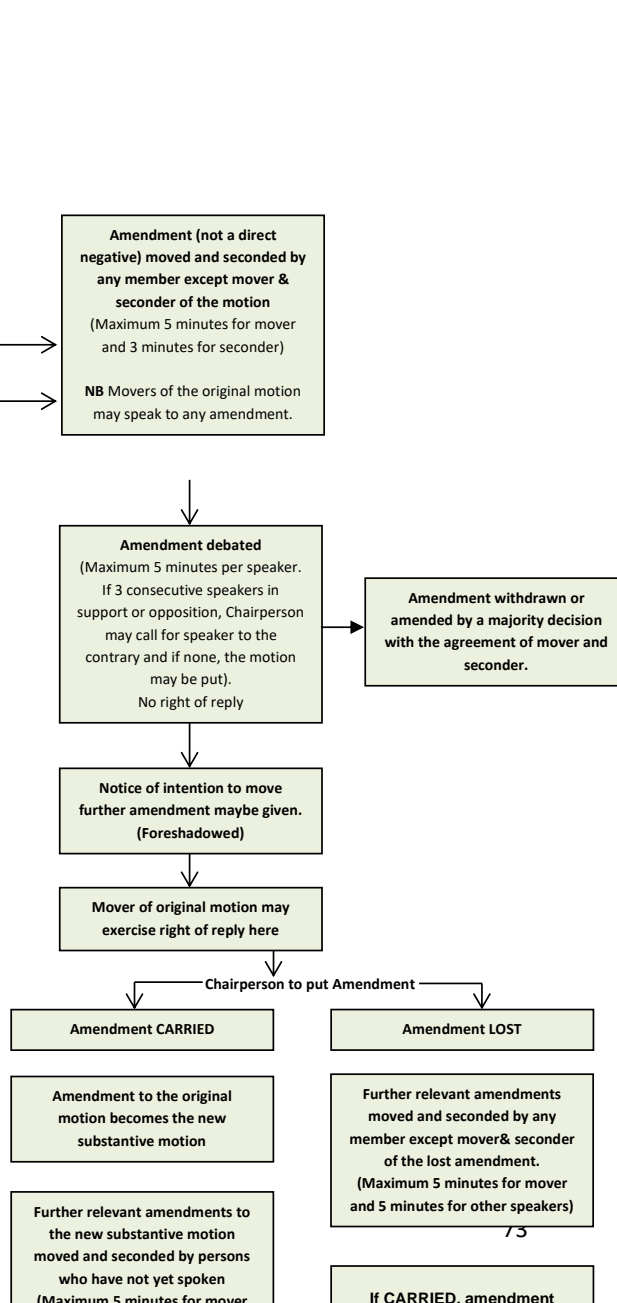 Amendment (not a direct
negative) moved and seconded by
any member except mover &
seconder of the motion
(Maximum 5 minutes for mover
and 3 minutes for seconder)
NB Movers of the original motion
may speak to any amendment.
Amendment debated
(Maximum 5 minutes per speaker.
If 3 consecutive speakers in
support or opposition, Chairperson
may call for speaker to the
contrary and if none, the motion
may be put).
No right of reply
Amendment withdrawn or
amended by a majority decision
with the agreement of mover and
seconder.
Notice of intention to move
further amendment maybe given.
(Foreshadowed)
Mover of original motion may
exercise right of reply here
Chairperson to put Amendment
Amendment CARRIED
Amendment LOST
Amendment to the original
motion becomes the new
substantive motion
Further relevant amendments
moved and seconded by any
member except mover& seconder
of the lost amendment.
(Maximum 5 minutes for mover
and 5 minutes for other speakers)
Further relevant amendments to
the new substantive motion
moved and seconded by persons
who have not yet spoken
(Maximum 5 minutes for mover
73
If CARRIED, amendment